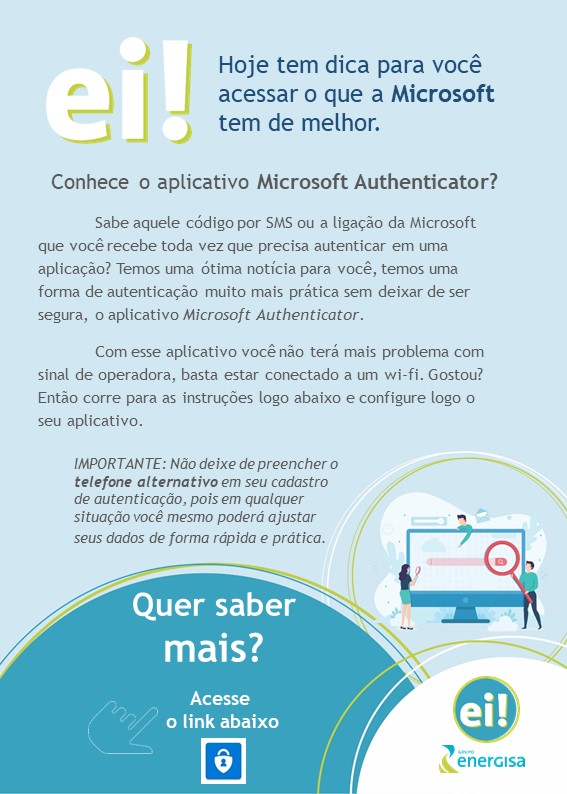 ei!
Hoje tem dica para você
acessar o que a Microsoft
tem de melhor.
Conhece o aplicativo Microsoft Authenticator?
Sabe aquele código por SMS ou a ligação da Microsoft
que você recebe toda vez que precisa autenticar em uma
aplicação? Temos uma ótima notícia para você, temos uma
forma de autenticação muito mais prática sem deixar de ser
segura, o aplicativo Microsoft Authenticator.
Com esse aplicativo você não terá mais problema com
sinal de operadora, basta estar conectado a um wi-fi. Gostou?
Então corre para as instruções logo abaixo e configure logo o
seu aplicativo.
IMPORTANTE: Não deixe de preencher o
telefone alternativo em seu cadastro
de autenticação, pois em qualquer
situação você mesmo poderá ajustar
seus dados de forma rápida e prática.
Quer saber
mais?
Acesse
o link abaixo
ei!
GRUPO
energisa